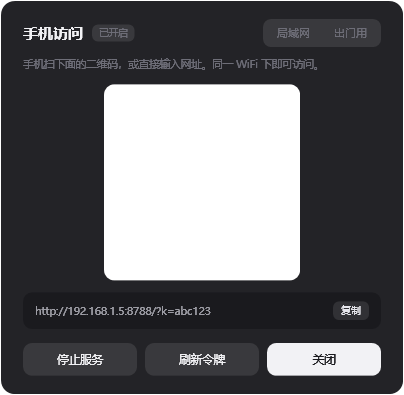 手机访问 已开启 局域网 出门用
手机扫下面的二维码，或直接输入网址。同一 WiFi 下即可访问。
http://192.168.1.5:8788/?k=abc123 复制
停止服务 刷新令牌 关闭